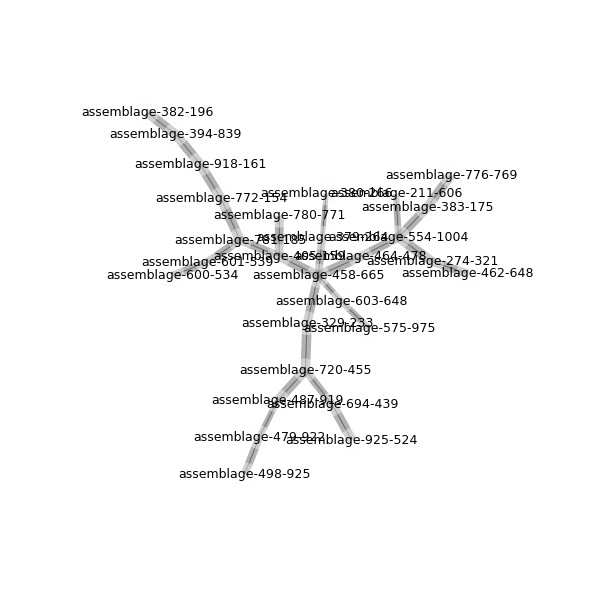 assemblage-382-196
assemblage-394-839
assemblage-918-161
assemblage-776-769
assemblage-380-266
assemblage-211-606
assemblage-772-154
assemblage-383-175
assemblage-780-771
assemblage-379-264
assemblage-554-1004
assemblage-781-185
assemblage-405-159
assemblage-464-478
assemblage-601-539
assemblage-274-321
assemblage-600-534
assemblage-458-665
assemblage-462-648
assemblage-603-648
assemblage-329-233
assemblage-575-975
assemblage-720-455
assemblage-487-919
assemblage-694-439
assemblage-479-922
assemblage-925-524
assemblage-498-925